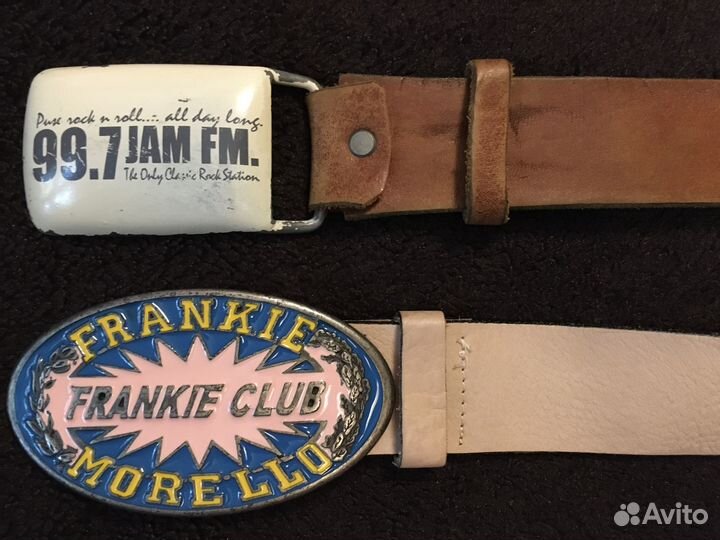 Pure rock n roll..... all day long.
99.7 JAM FM.
The Only Classic Rock Station
FRANKIE
FRANKIE CLUB
MORELLO
Avito